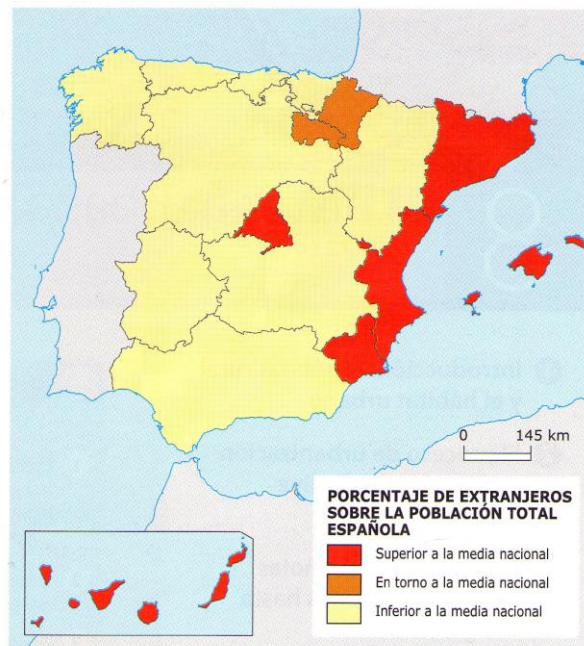 0 145 km
PORCENTAJE DE EXTRANJEROS
SOBRE LA POBLACIÓN TOTAL
ESPAÑOLA
Superior a la media nacional
En torno a la media nacional
Inferior a la media nacional